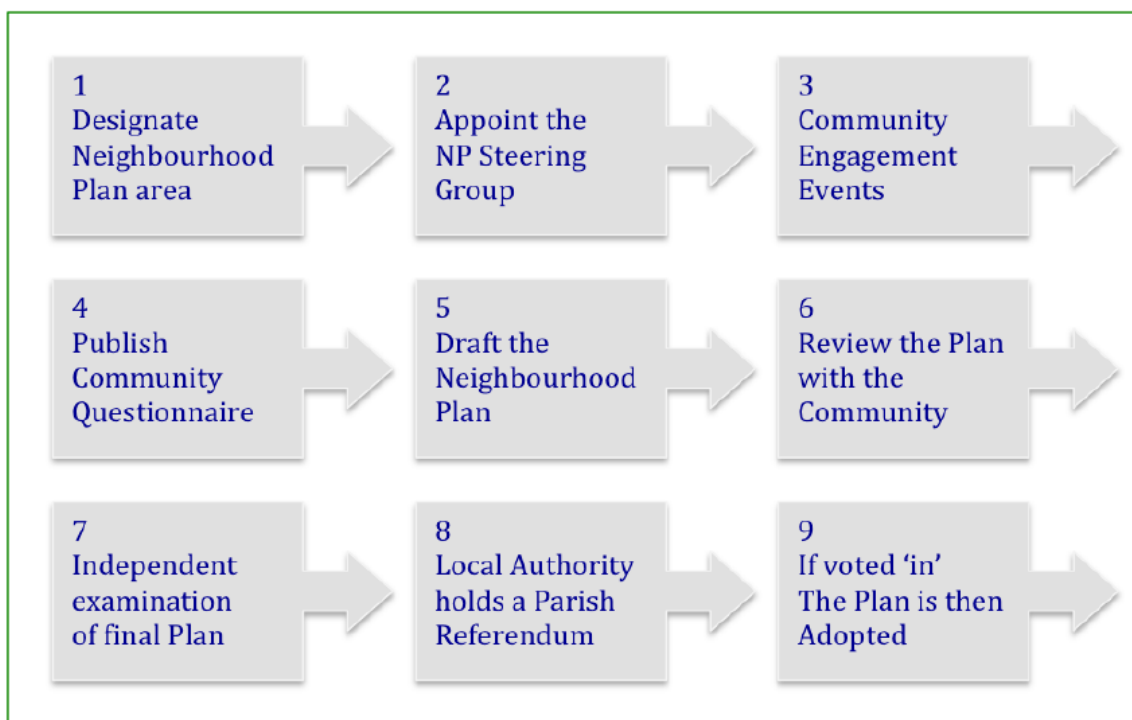 1
Designate
Neighbourhood
Plan area
2
Appoint the
NP Steering
Group
3
Community
Engagement
Events
4
Publish
Community
Questionnaire
5
Draft the
Neighbourhood
Plan
6
Review the Plan
with the
Community
7
Independent
examination
of final Plan
8
Local Authority
holds a Parish
Referendum
9
If voted ‘in’
The Plan is then
Adopted